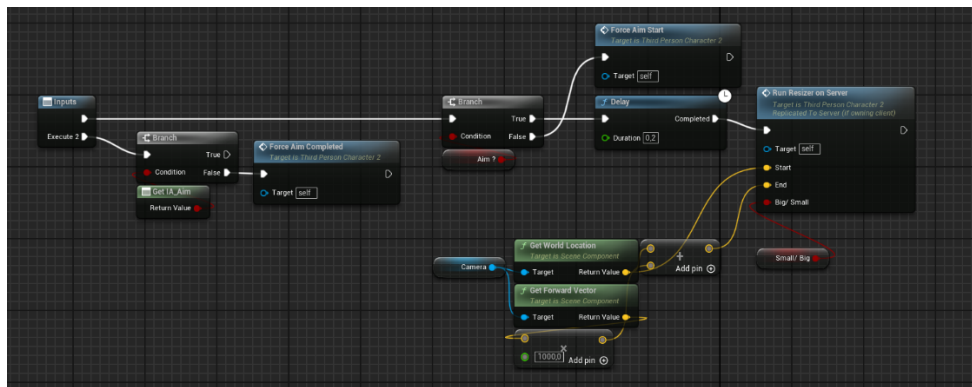 Force Aim Start
Target is Third Person Character 2
Target self
Inputs
Execute 2
Branch
True
Condition False
Aim ?
Delay
Completed
Duration 0,2
Run Resizer on Server
Target is Third Person Character 2
Replicated To Server (if owning client)
Target self
Start
End
Big/ Small
Branch
True
Condition False
Get IA_Aim
Return Value
Force Aim Completed
Target is Third Person Character 2
Target self
Camera
Get World Location
Target is Scene Component
Target Return Value
+
Add pin
Small/ Big
Get Forward Vector
Target is Scene Component
Target Return Value
x
1000,0 Add pin